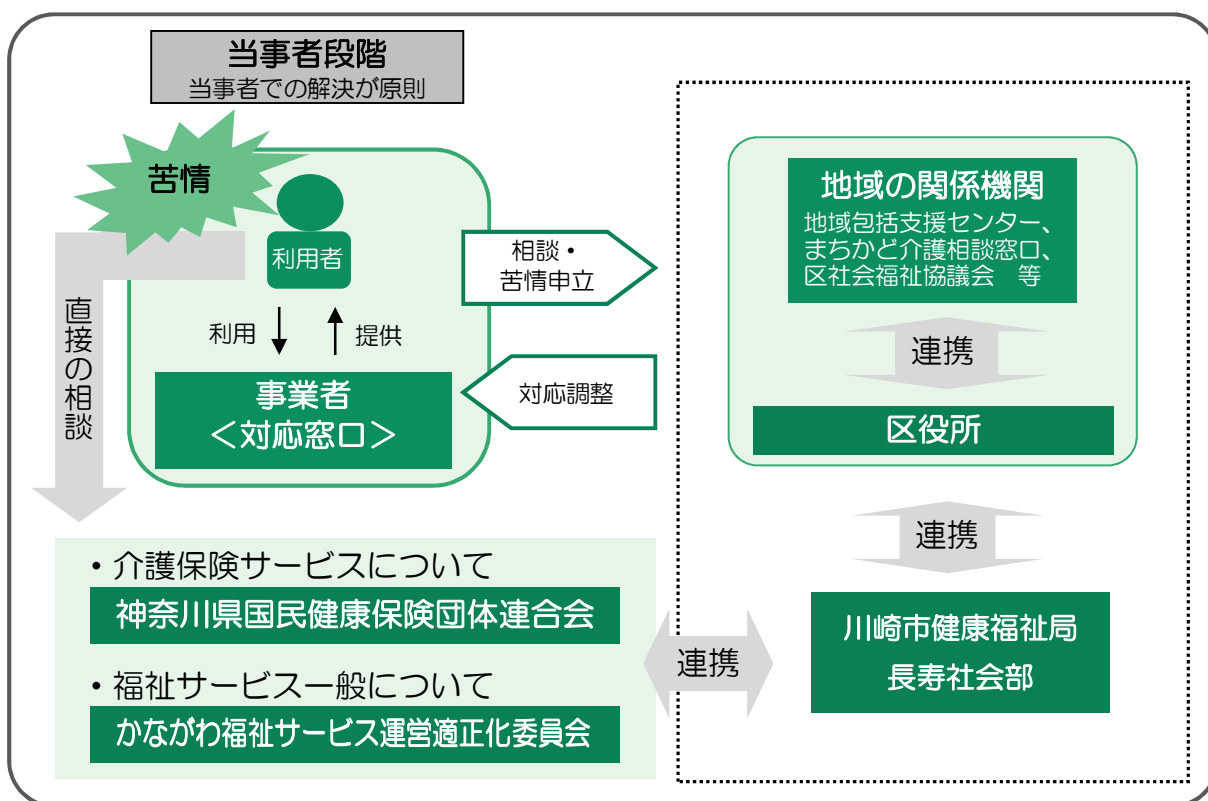 当事者段階
当事者での解決が原則
苦情
利用者
利用
提供
事業者
<対応窓口>
直接の相談
相談・
苦情申立
対応調整
地域の関係機関
地域包括支援センター、
まちかど介護相談窓口、
区社会福祉協議会　等
連携
区役所
連携
川崎市健康福祉局
長寿社会部
連携
・介護保険サービスについて
神奈川県国民健康保険団体連合会
・福祉サービス一般について
かながわ福祉サービス運営適正化委員会